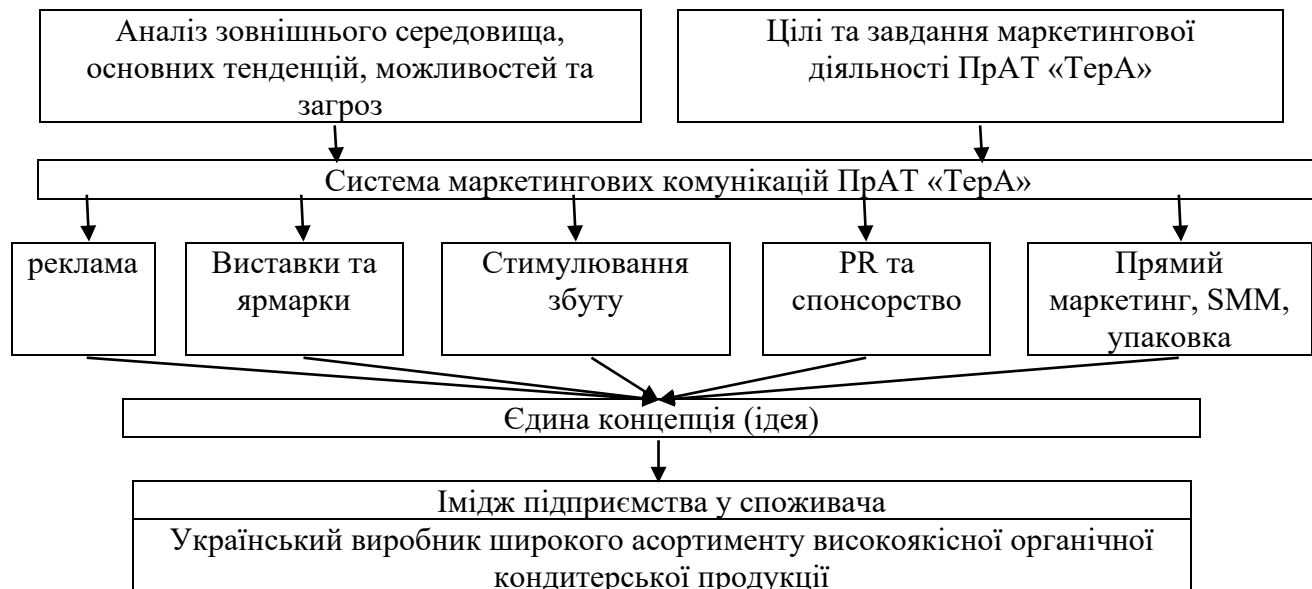 Аналіз зовнішнього середовища,
основних тенденцій, можливостей та
загроз
Цілі та завдання маркетингової
діяльності ПрАТ «ТерА»
Система маркетингових комунікацій ПрАТ «ТерА»
реклама
Виставки та
ярмарки
Стимулювання
збуту
PR та
спонсорство
Прямий
маркетинг, SMM,
упаковка
Єдина концепція (ідея)
Імідж підприємства у споживача
Український виробник широкого асортименту високоякісної органічної
кондитерської продукції